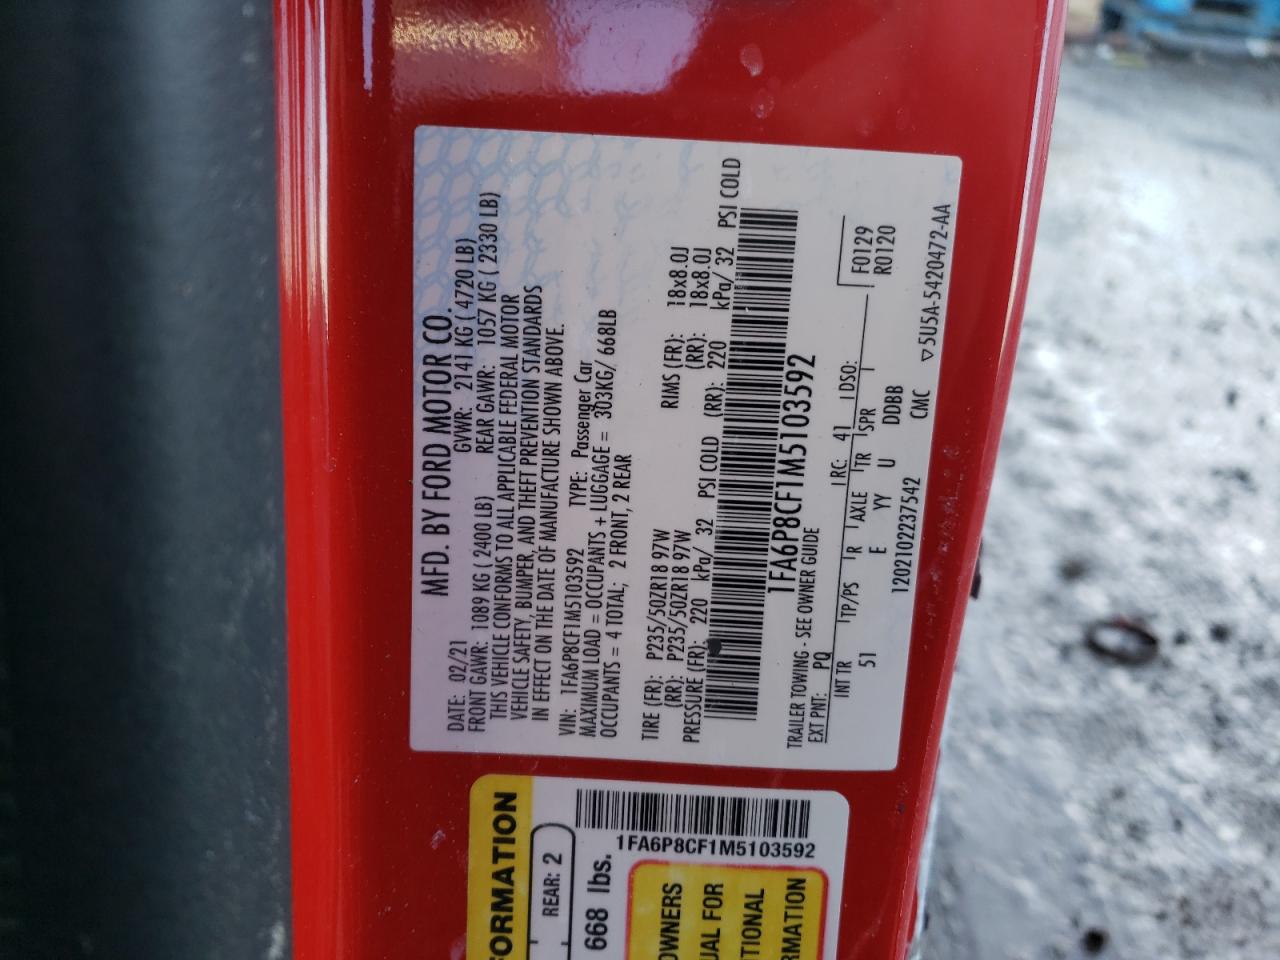 MFD. BY FORD MOTOR CO.
DATE: 02/21 GVWR: 2141 KG ( 4720 LB)
FRONT GAWR: 1089 KG ( 2400 LB) REAR GAWR: 1057 KG ( 2330 LB)
THIS VEHICLE CONFORMS TO ALL APPLICABLE FEDERAL MOTOR
VEHICLE SAFETY, BUMPER, AND THEFT PREVENTION STANDARDS
IN EFFECT ON THE DATE OF MANUFACTURE SHOWN ABOVE.
VIN: 1FA6P8CF1M5103592 TYPE: Passenger Car
MAXIMUM LOAD = OCCUPANTS + LUGGAGE = 303KG/ 668LB
OCCUPANTS = 4 TOTAL; 2 FRONT, 2 REAR
TIRE (FR): P235/50ZR18 97W RIMS (FR): 18x8.0J
(RR): P235/50ZR18 97W (RR): 18x8.0J
PRESSURE (FR): 220 kPa/ 32 PSI COLD (RR): 220 kPa/ 32 PSI COLD
1FA6P8CF1M5103592
TRAILER TOWING - SEE OWNER GUIDE
EXT PNT: PQ RC: 41 DSO: F0129
INT TR TP/PS R AXLE TR SPR R0120
51 E YY U DDBB
1202102237542 CMC ▽5U5A-5420472-AA
FORMATION
REAR: 2
668 lbs.
1FA6P8CF1M5103592
OWNERS
UAL FOR
TIONAL
RMATION